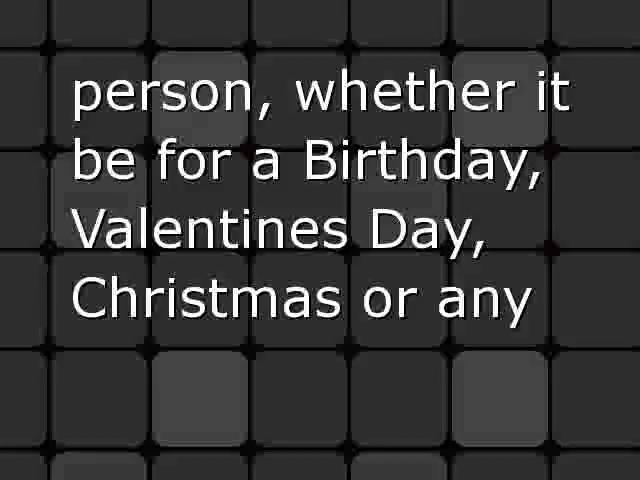 person, whether it
be for a Birthday,
Valentines Day,
Christmas or any